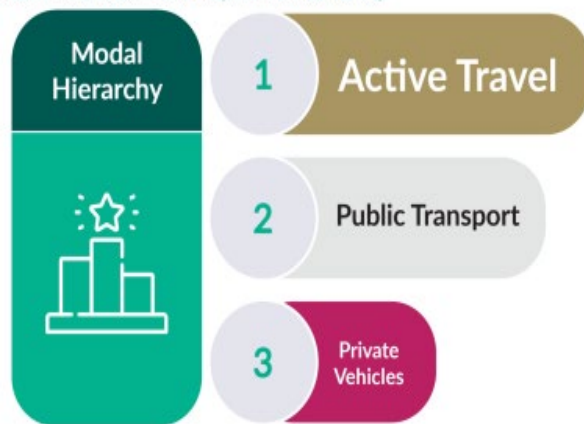 Modal
Hierarchy
1
Active Travel
2
Public Transport
3
Private
Vehicles